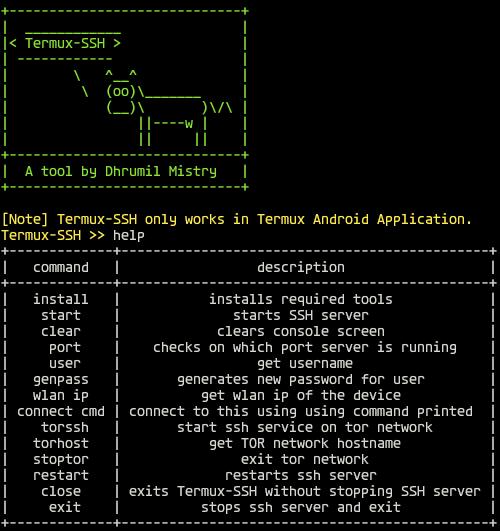 < Termux-SSH >
A tool by Dhrumil Mistry
[Note] Termux-SSH only works in Termux Android Application.
Termux-SSH >> help
command | description
install | installs required tools
start | starts SSH server
clear | clears console screen
port | checks on which port server is running
user | get username
genpass | generates new password for user
wlan ip | get wlan ip of the device
connect cmd | connect to this using using command printed
torssh | start ssh service on tor network
torhost | get TOR network hostname
stoptor | exit tor network
restart | restarts ssh server
close | exits Termux-SSH without stopping SSH server
exit | stops ssh server and exit